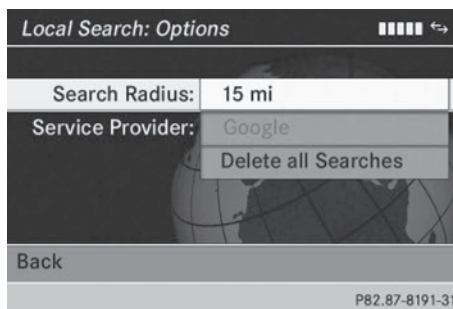 Local Search: Options
Search Radius: 15 mi
Service Provider: Google
Delete all Searches
Back
P82.87-8191-31